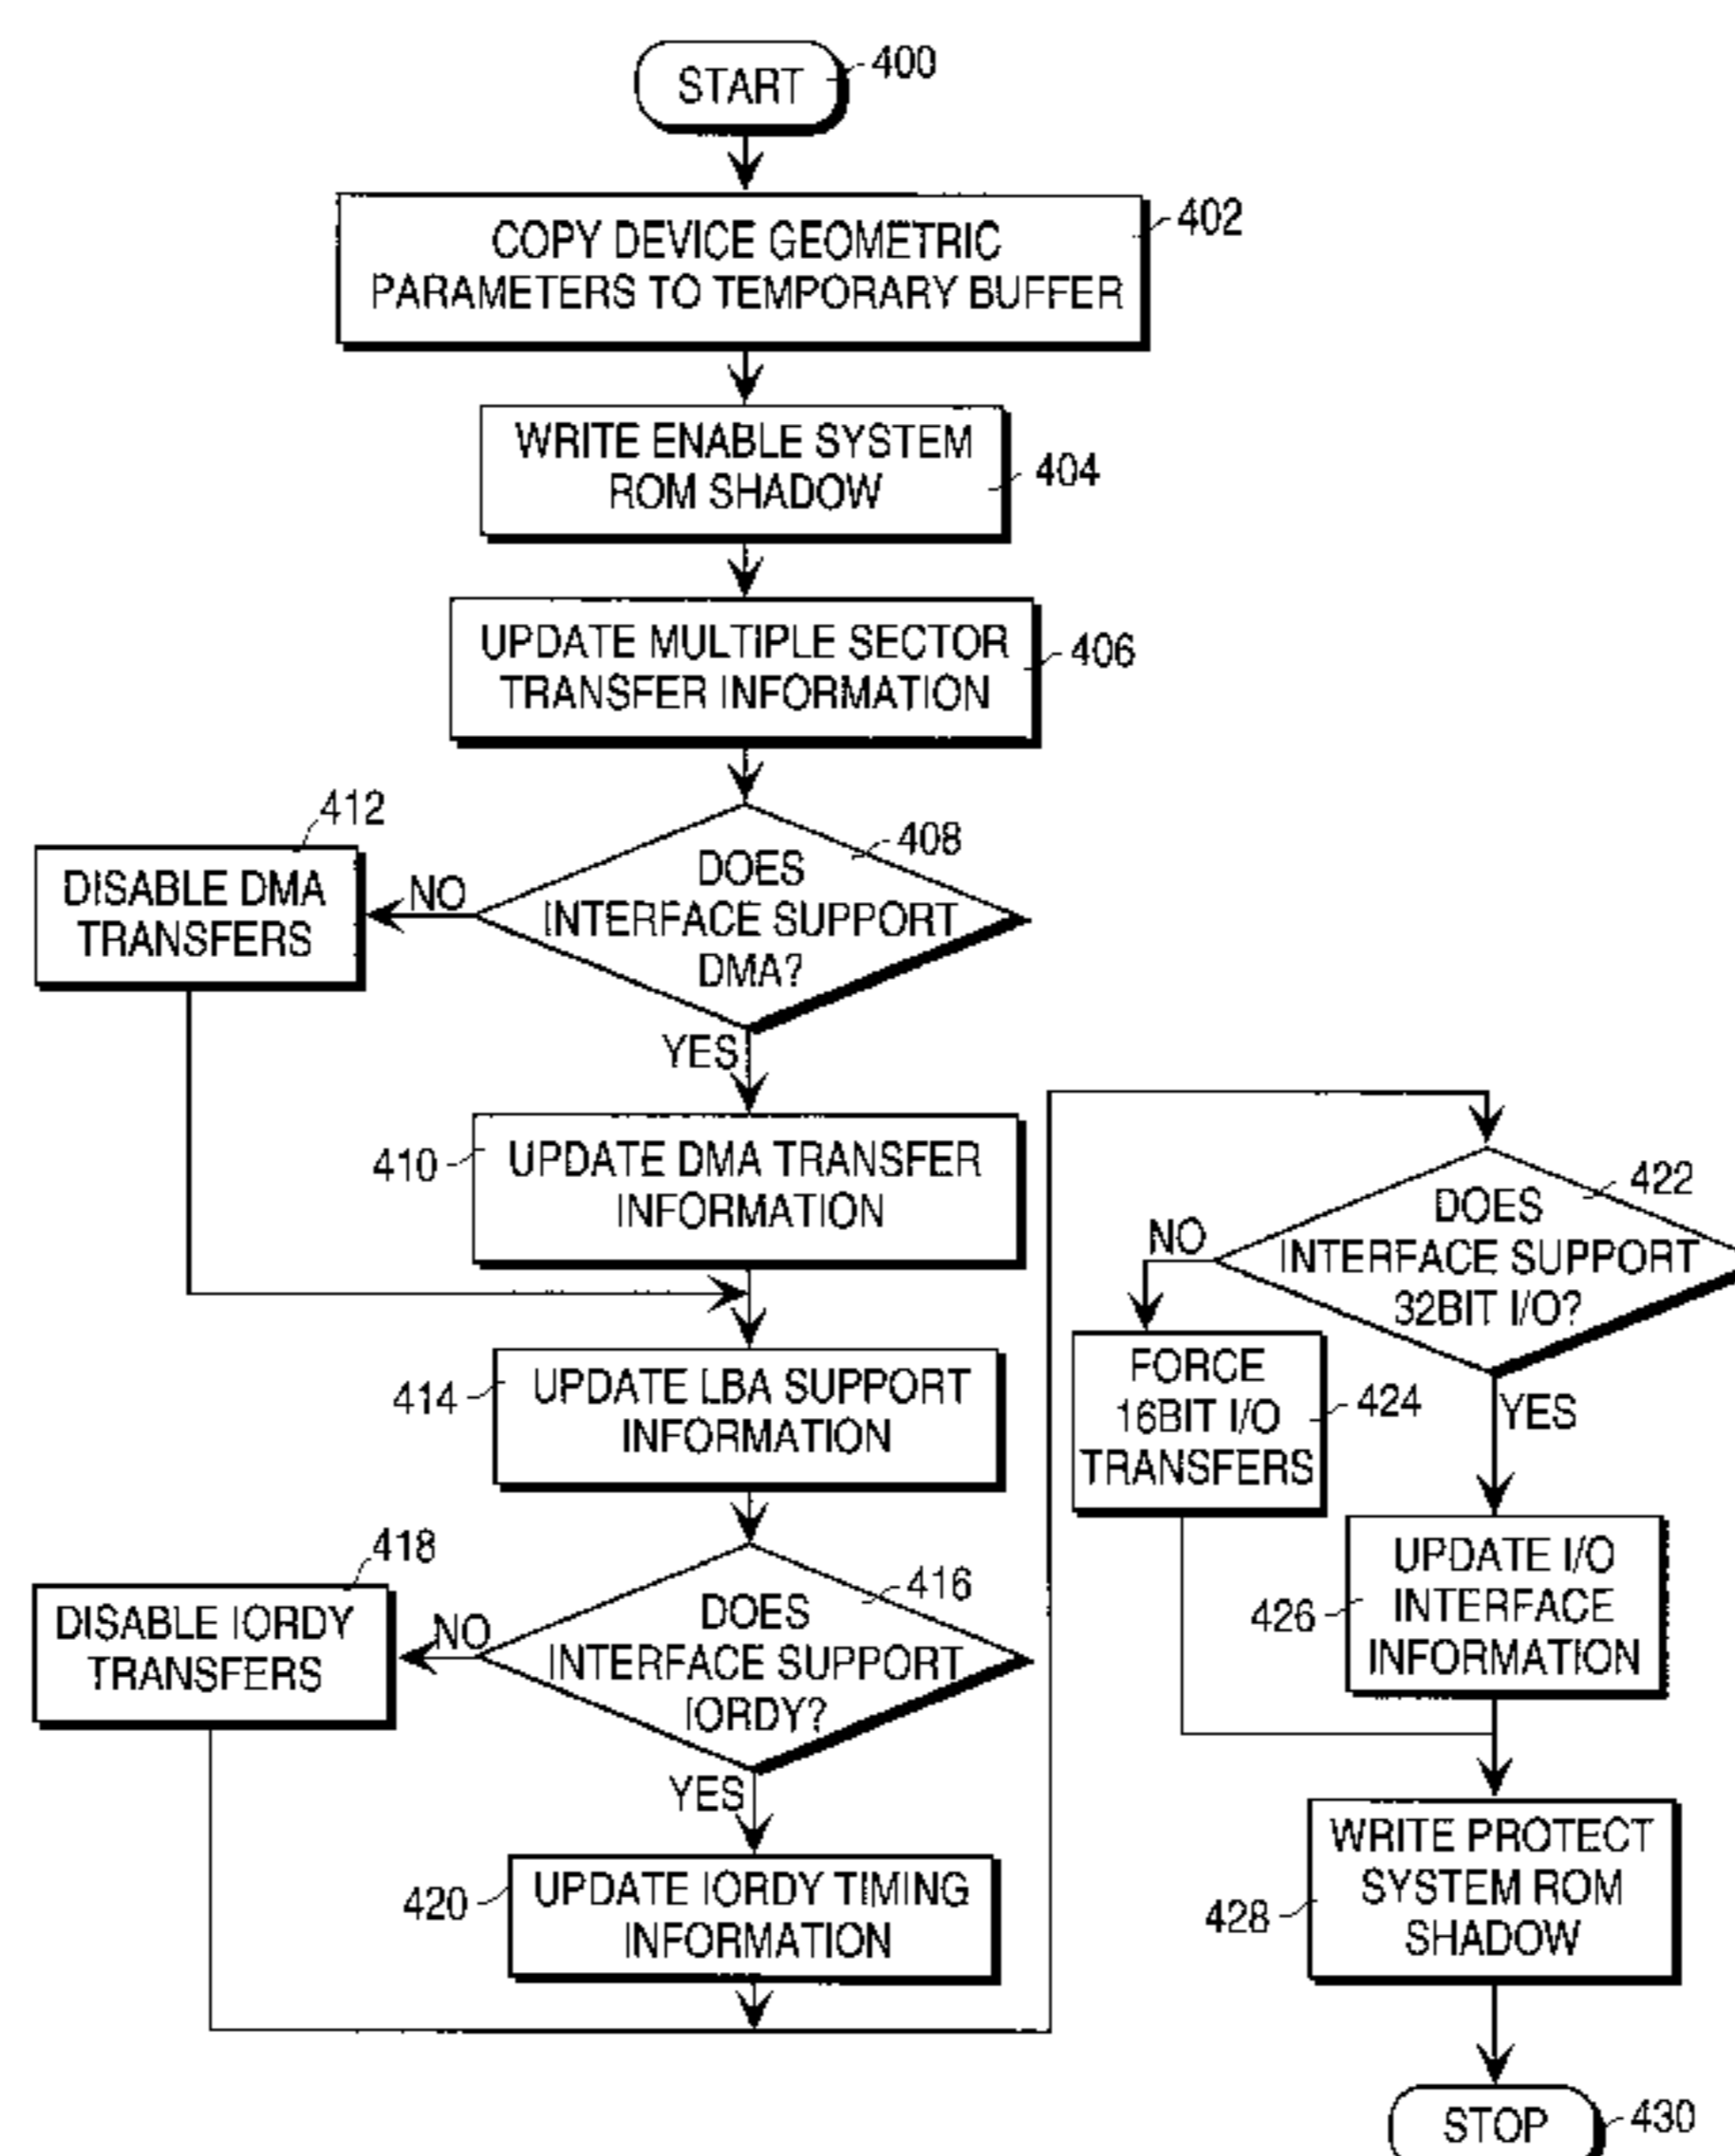 START
400
COPY DEVICE GEOMETRIC
PARAMETERS TO TEMPORARY BUFFER
402
WRITE ENABLE SYSTEM
ROM SHADOW
404
UPDATE MULTIPLE SECTOR
TRANSFER INFORMATION
406
DOES
INTERFACE SUPPORT
DMA?
408
NO
412
DISABLE DMA
TRANSFERS
YES
410
UPDATE DMA TRANSFER
INFORMATION
414
UPDATE LBA SUPPORT
INFORMATION
DOES
INTERFACE SUPPORT
IORDY?
416
NO
418
DISABLE IORDY
TRANSFERS
YES
420
UPDATE IORDY TIMING
INFORMATION
DOES
INTERFACE SUPPORT
32BIT I/O?
422
NO
FORCE
16BIT I/O
TRANSFERS
424
YES
426
UPDATE I/O
INTERFACE
INFORMATION
428
WRITE PROTECT
SYSTEM ROM
SHADOW
STOP
430